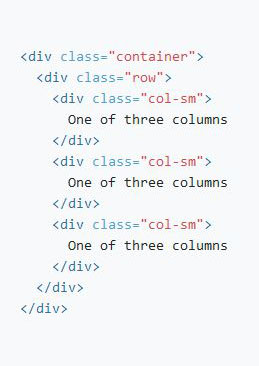 <div class="container">
  <div class="row">
    <div class="col-sm">
      One of three columns
    </div>
    <div class="col-sm">
      One of three columns
    </div>
    <div class="col-sm">
      One of three columns
    </div>
  </div>
</div>